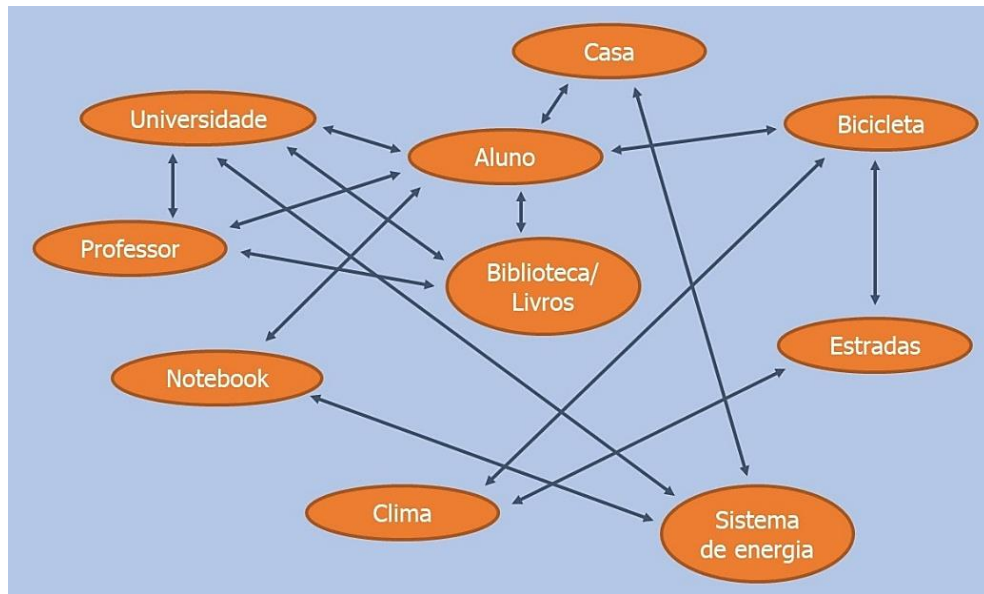 Casa
Universidade
Bicicleta
Aluno
Professor
Biblioteca/
Livros
Estradas
Notebook
Clima
Sistema
de energia